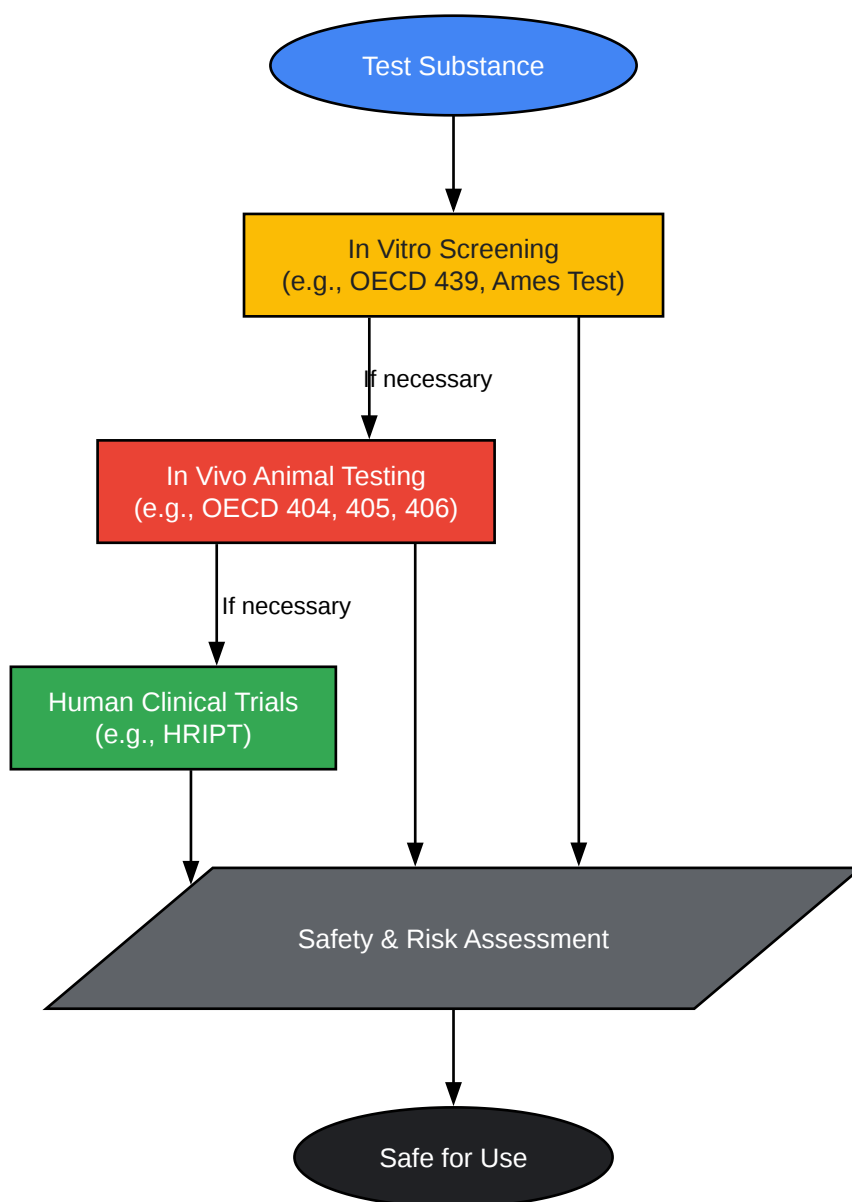 Test Substance
In Vitro Screening
(e.g., OECD 439, Ames Test)
If necessary
In Vivo Animal Testing
(e.g., OECD 404, 405, 406)
If necessary
Human Clinical Trials
(e.g., HRIPT)
Safety & Risk Assessment
Safe for Use